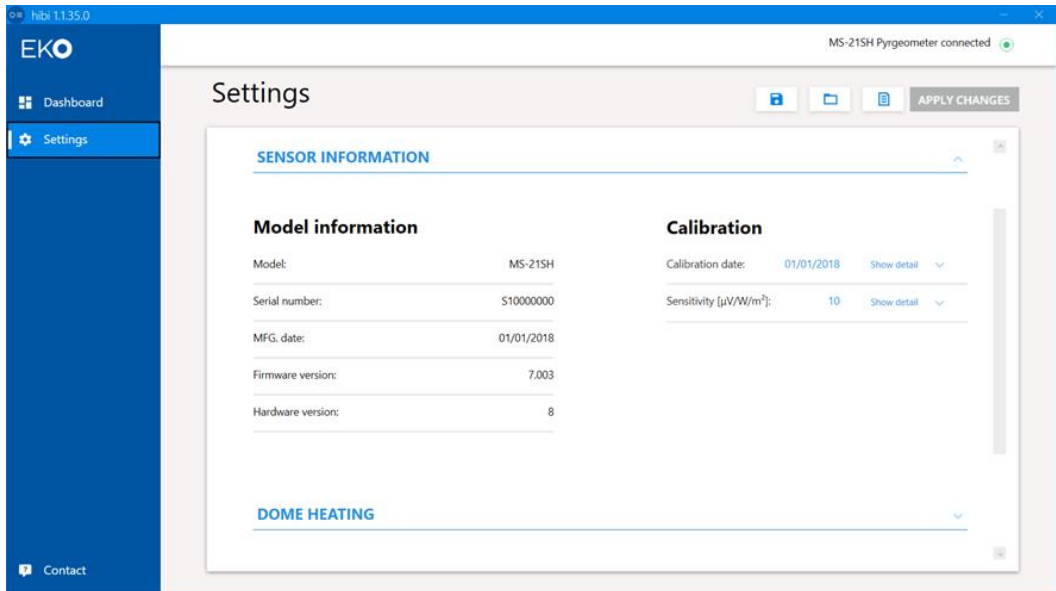 hibi 1.1.35.0
EKO
MS-21SH Pyrgeometer connected
Dashboard
Settings
Settings
APPLY CHANGES
SENSOR INFORMATION
Model information
Model: MS-21SH
Serial number: S10000000
MFG. date: 01/01/2018
Firmware version: 7.003
Hardware version: 8
Calibration
Calibration date: 01/01/2018 Show detail
Sensitivity [μV/W/m²]: 10 Show detail
DOME HEATING
Contact